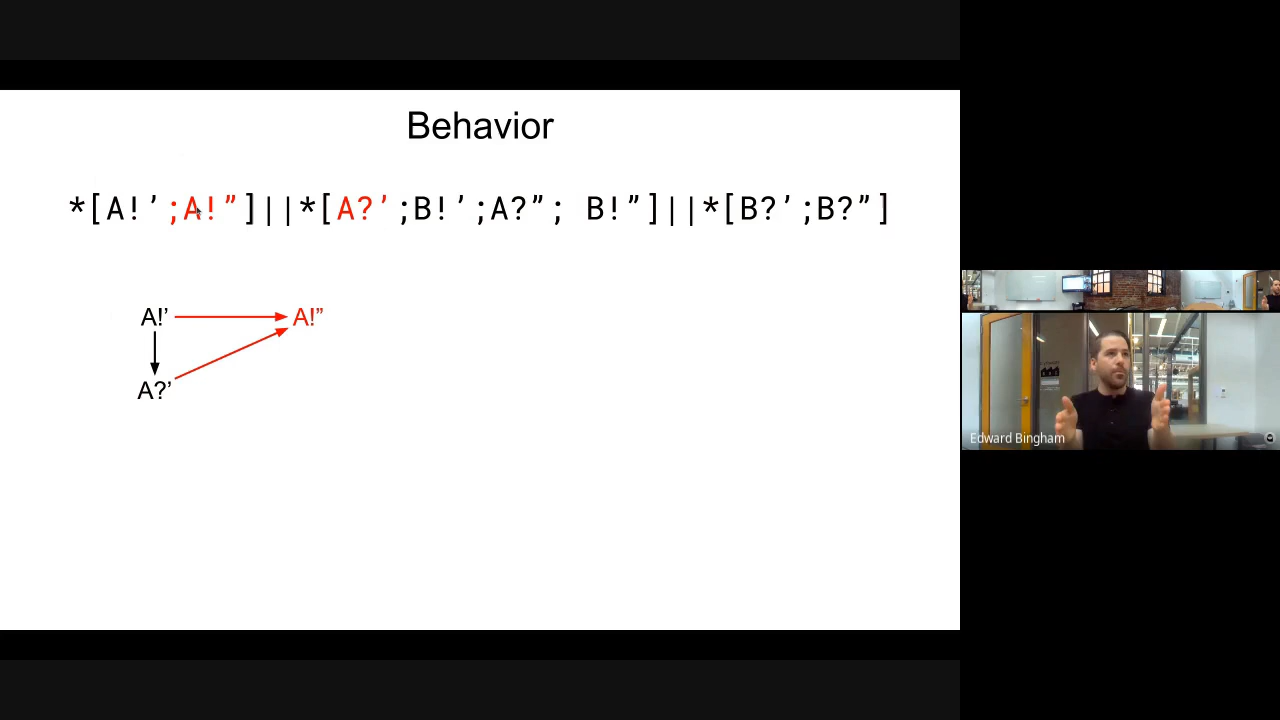 Behavior
*[A!’;A!”]||*[A?’;B!’;A?”; B!”]||*[B?’;B?”]
A!’ A!”
A?’
Edward Bingham